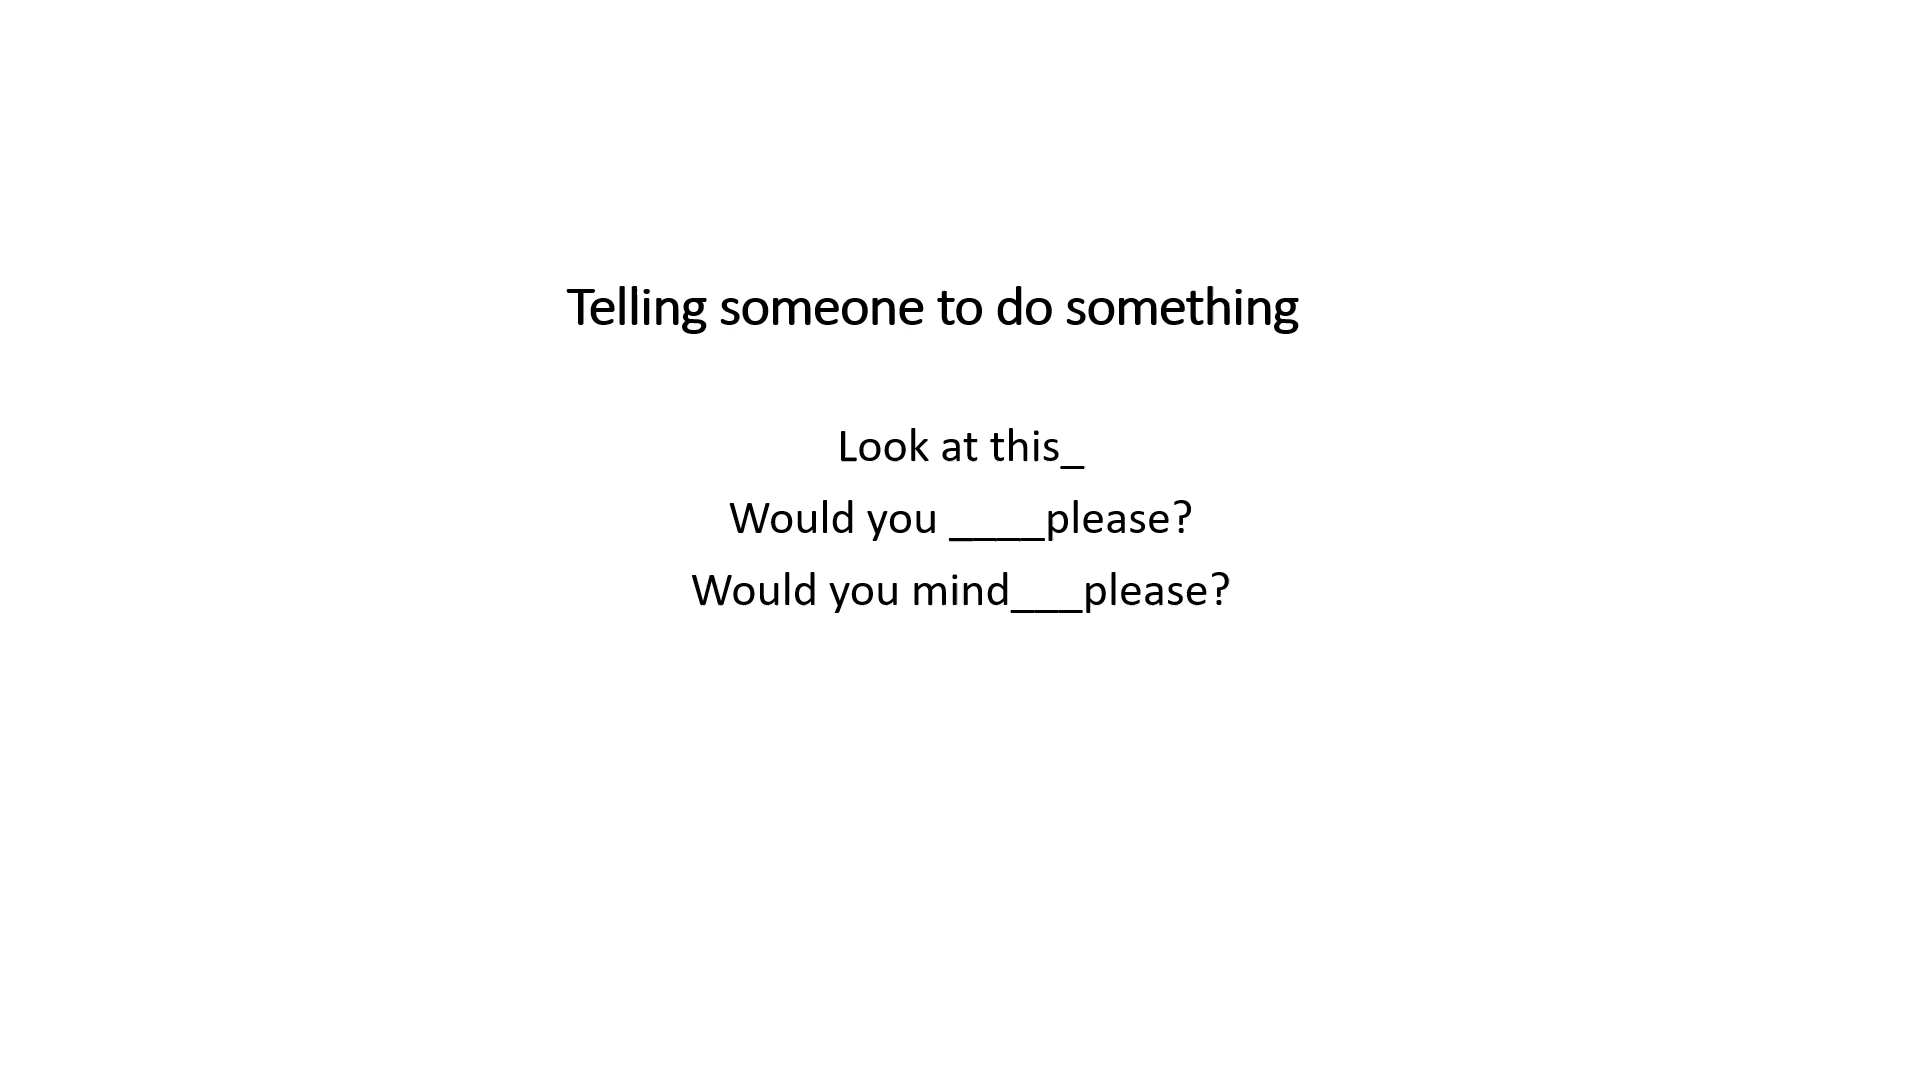 Telling someone to do something
Look at this_
Would you ____please?
Would you mind___please?